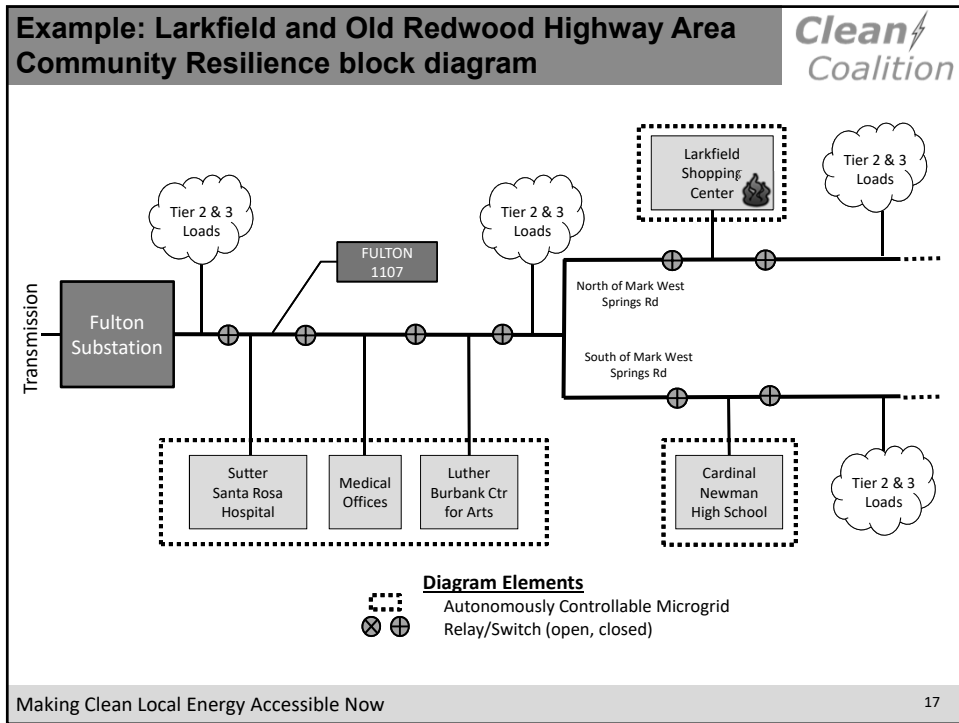 Example: Larkfield and Old Redwood Highway Area
Community Resilience block diagram
Clean
Coalition
Larkfield
Shopping
Center
Tier 2 & 3
Loads
Tier 2 & 3
Loads
Tier 2 & 3
Loads
FULTON
1107
North of Mark West
Springs Rd
Transmission
Fulton
Substation
South of Mark West
Springs Rd
Sutter
Santa Rosa
Hospital
Medical
Offices
Luther
Burbank Ctr
for Arts
Cardinal
Newman
High School
Tier 2 & 3
Loads
Diagram Elements
Autonomously Controllable Microgrid
Relay/Switch (open, closed)
Making Clean Local Energy Accessible Now
17